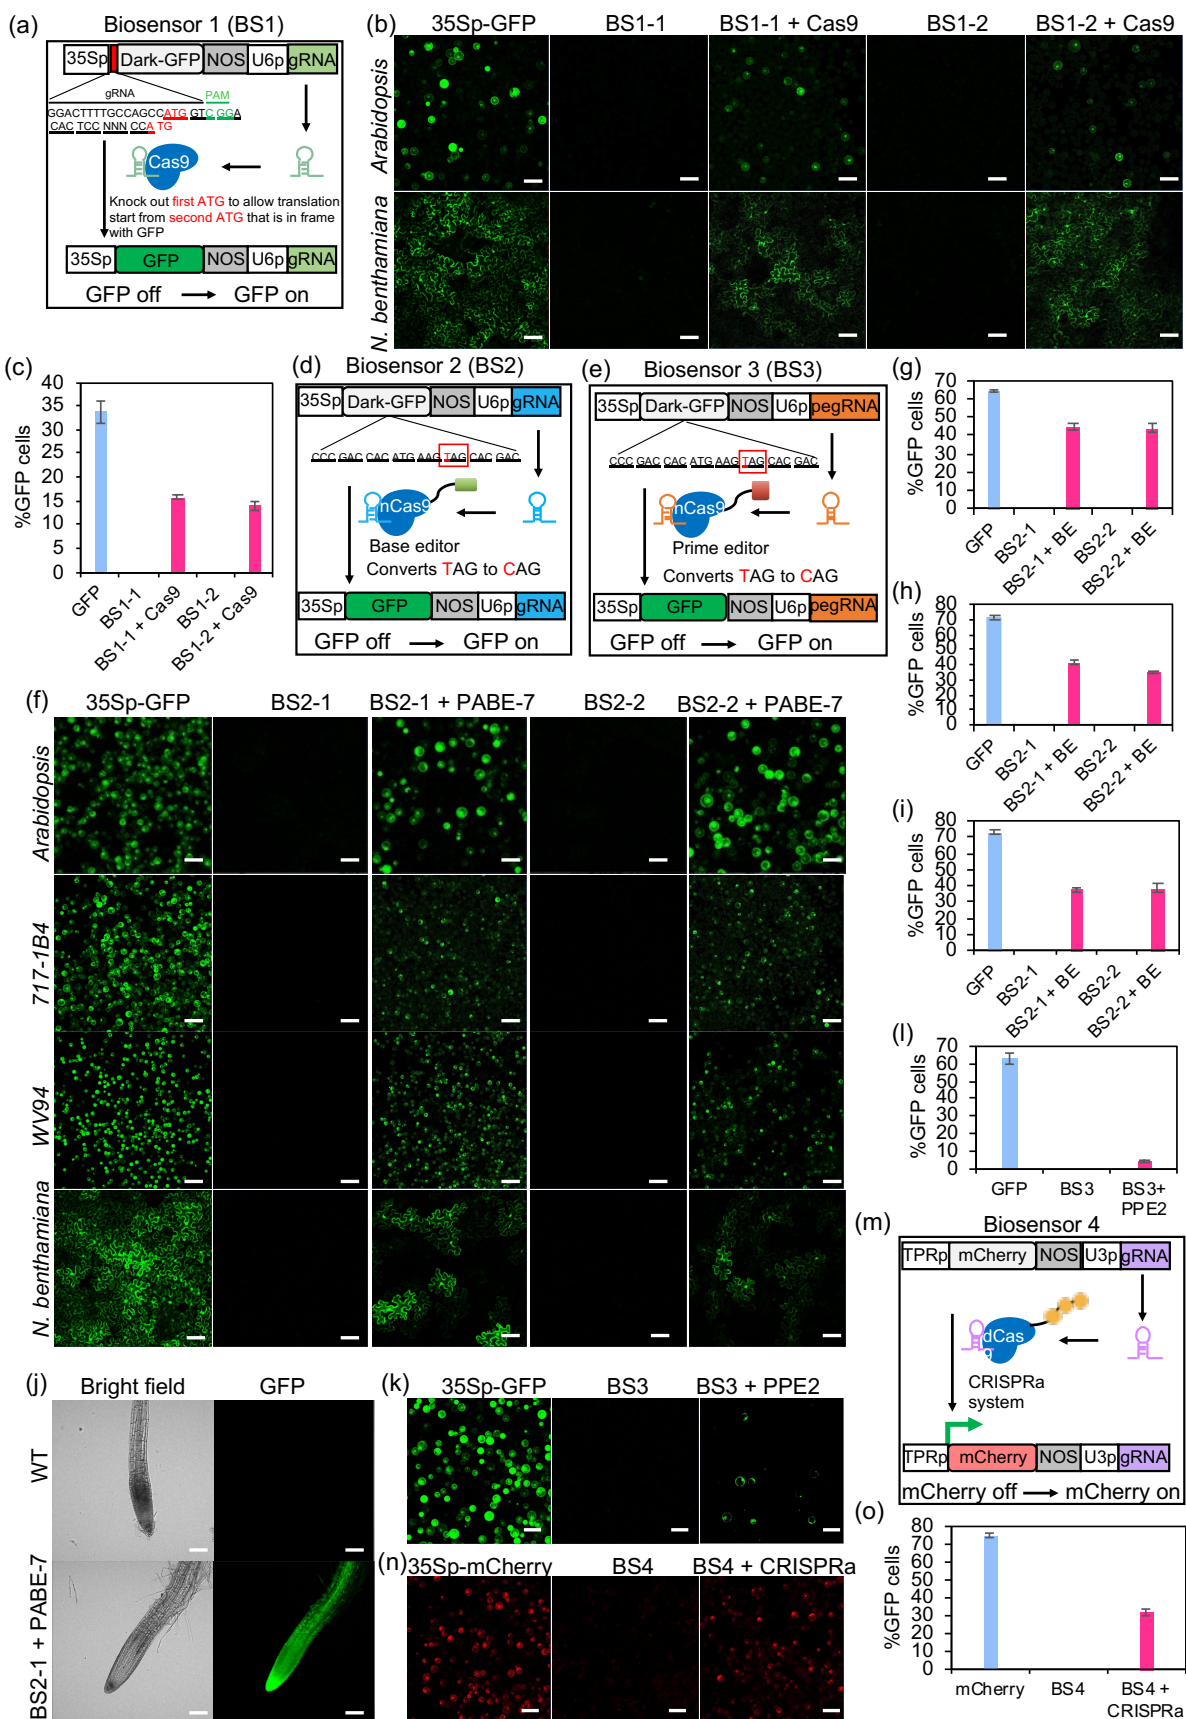 (a)
Biosensor 1 (BS1)
35Sp Dark-GFP NOS U6p gRNA
gRNA PAM
GGACTTTTGCCAGCCATG GTC GGA
CAC TCC NNN CCA TG
Cas9
Knock out first ATG to allow translation
start from second ATG that is in frame
with GFP
35Sp GFP NOS U6p gRNA
GFP off GFP on
(b)
35Sp-GFP BS1-1 BS1-1 + Cas9 BS1-2 BS1-2 + Cas9
Arabidopsis
N. benthamiana
(c)
%GFP cells
40
35
30
25
20
15
10
5
0
GFP
BS1-1
BS1-1 + Cas9
BS1-2
BS1-2 + Cas9
(d)
Biosensor 2 (BS2)
35Sp Dark-GFP NOS U6p gRNA
CCC GAC CAC ATG AAG TAG CAC GAC
nCas9
Base editor
Converts TAG to CAG
35Sp GFP NOS U6p gRNA
GFP off GFP on
(e)
Biosensor 3 (BS3)
35Sp Dark-GFP NOS U6p pegRNA
CCC GAC CAC ATG AAG TAG CAC GAC
nCas9
Prime editor
Converts TAG to CAG
35Sp GFP NOS U6p pegRNA
GFP off GFP on
(g)
%GFP cells
70
60
50
40
30
20
10
0
GFP
BS2-1
BS2-1 + BE
BS2-2
BS2-2 + BE
(h)
%GFP cells
80
70
60
50
40
30
20
10
0
GFP
BS2-1
BS2-1 + BE
BS2-2
BS2-2 + BE
(f)
35Sp-GFP BS2-1 BS2-1 + PABE-7 BS2-2 BS2-2 + PABE-7
Arabidopsis
717-1B4
WV94
N. benthamiana
(i)
%GFP cells
80
70
60
50
40
30
20
10
0
GFP
BS2-1
BS2-1 + BE
BS2-2
BS2-2 + BE
(l)
%GFP cells
70
60
50
40
30
20
10
0
GFP BS3 BS3+
PPE2
(j)
Bright field GFP
WT
BS2-1 + PABE-7
(k)
35Sp-GFP BS3 BS3 + PPE2
(n)
35Sp-mCherry BS4 BS4 + CRISPRa
(m)
Biosensor 4
TPRp mCherry NOS U3p gRNA
dCas
9
CRISPRa
system
TPRp mCherry NOS U3p gRNA
mCherry off mCherry on
(o)
%GFP cells
80
70
60
50
40
30
20
10
0
mCherry BS4 BS4 +
CRISPRa